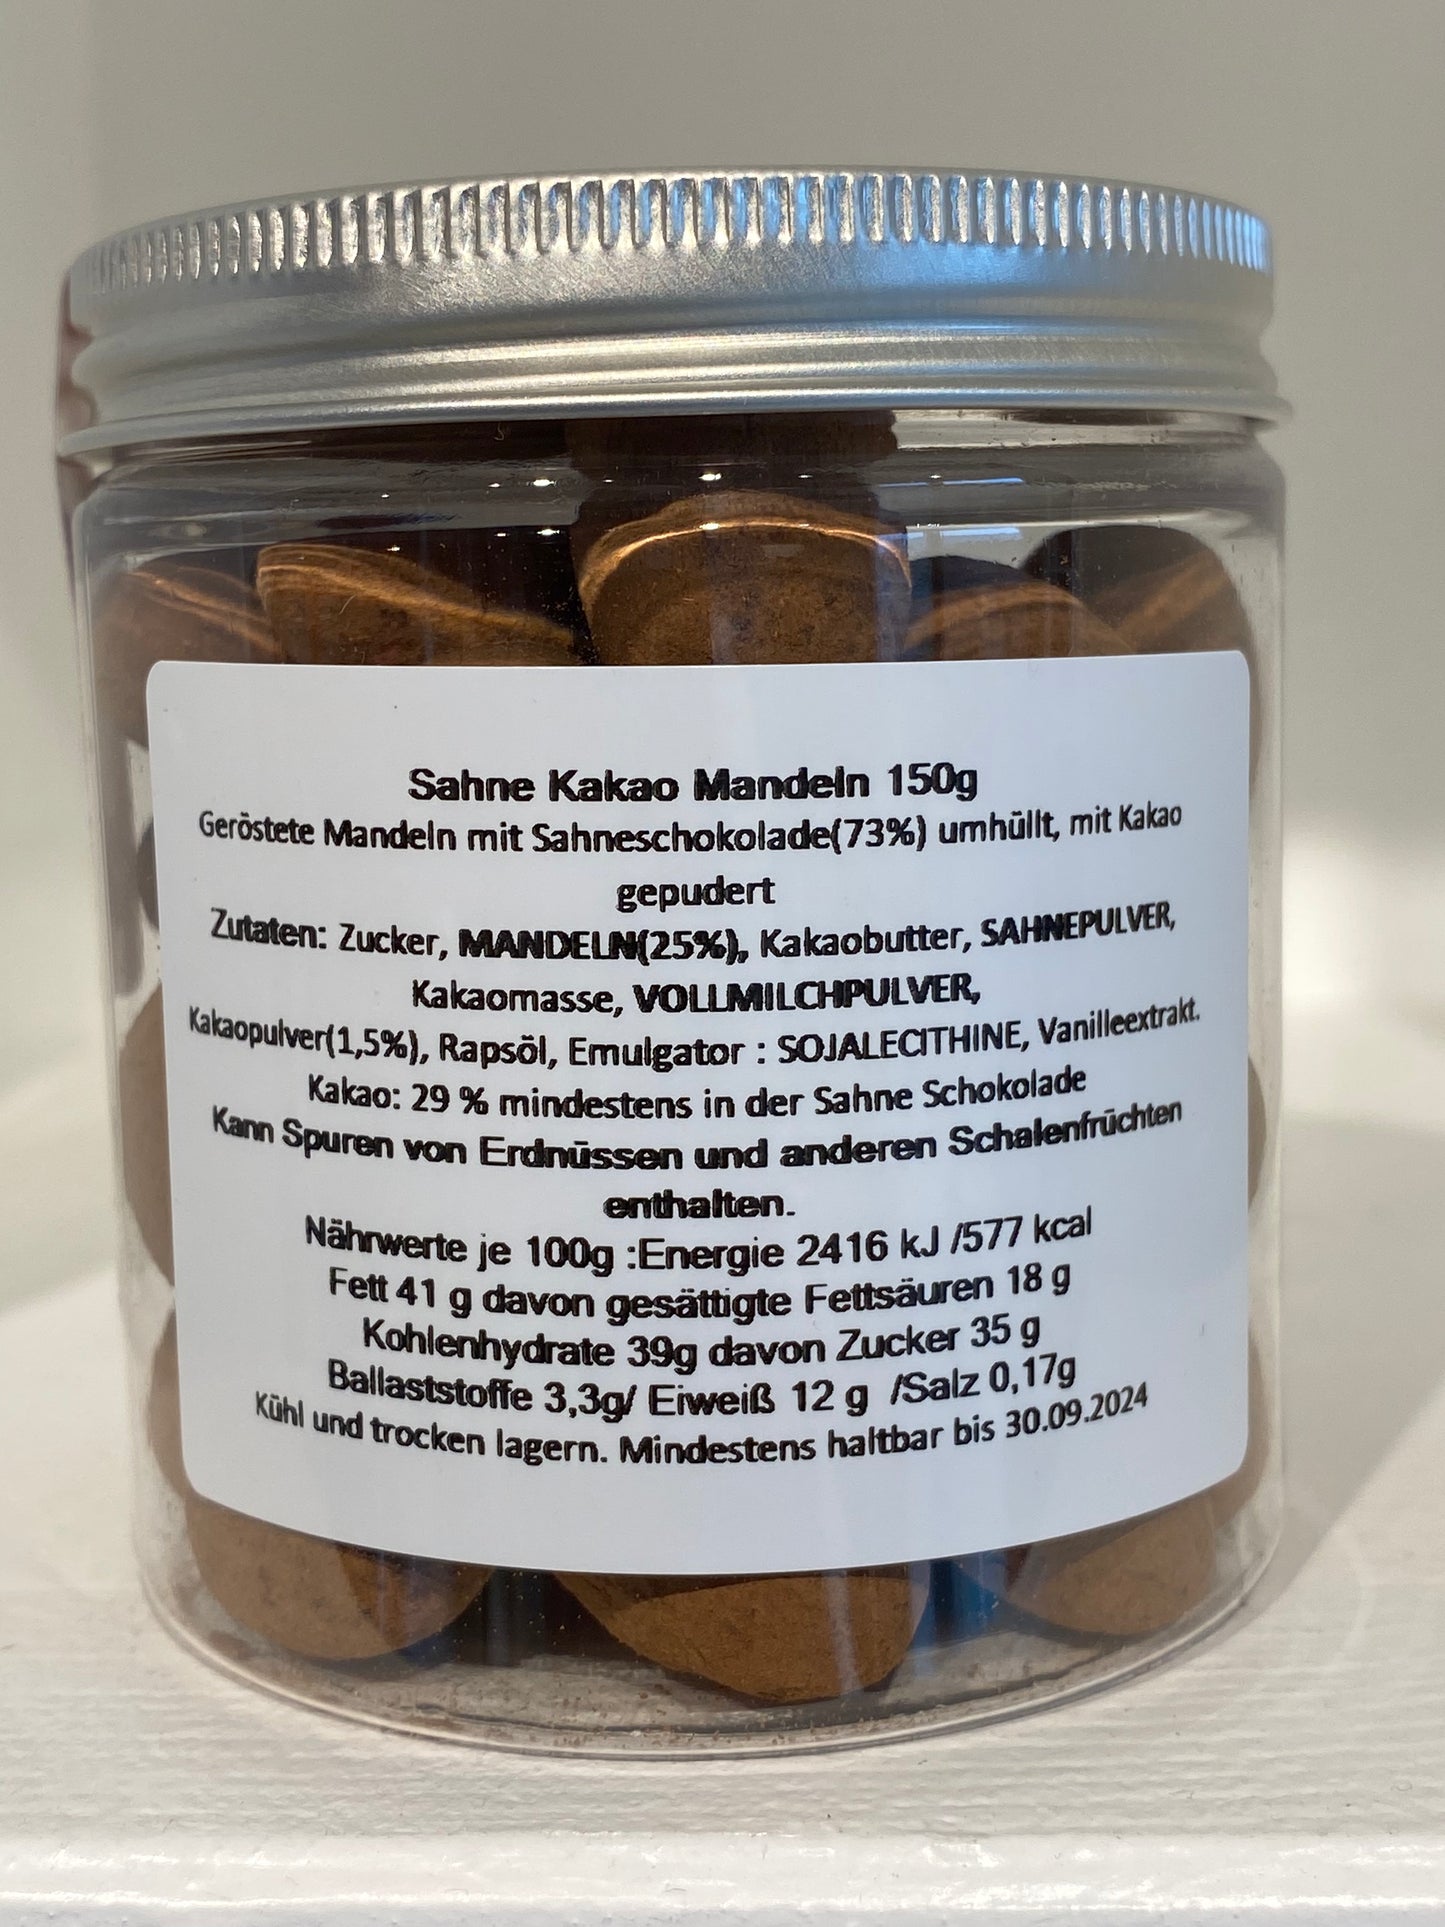 Sahne Kakao Mandeln 150g
Geröstete Mandeln mit Sahneschokolade(73%) umhüllt, mit Kakao
gepudert
Zutaten: Zucker, MANDELN(25%), Kakaobutter, SAHNEPULVER,
Kakaomasse, VOLLMILCHPULVER,
Kakaopulver(1,5%), Rapsöl, Emulgator : SOJALECITHINE, Vanilleextrakt.
Kakao: 29 % mindestens in der Sahne Schokolade
Kann Spuren von Erdnüssen und anderen Schalenfrüchten
enthalten.
Nährwerte je 100g :Energie 2416 kJ /577 kcal
Fett 41 g davon gesättigte Fettsäuren 18 g
Kohlenhydrate 39g davon Zucker 35 g
Ballaststoffe 3,3g/ Eiweiß 12 g /Salz 0,17g
Kühl und trocken lagern. Mindestens haltbar bis 30.09.2024